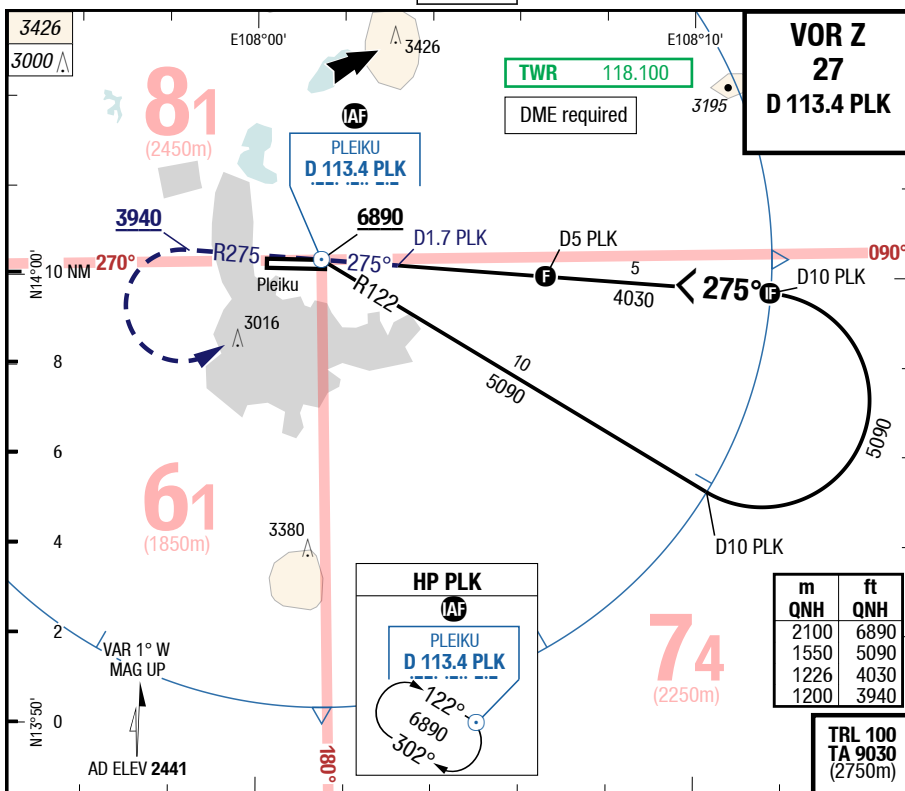 3426
3000
E108°00'
3426
E108°10'
TWR 118.100
DME required
3195
VOR Z
27
D 113.4 PLK
81
(2450m)
IAF
PLEIKU
D 113.4 PLK
3940
6890
R275
275°
D1.7 PLK
D5 PLK
270°
090°
N14°00'
10 NM
Pleiku
R122
F
5
4030
275°
IF
D10 PLK
3016
8
10
5090
5090
6
61
(1850m)
4
3380
D10 PLK
HP PLK
IAF
PLEIKU
D 113.4 PLK
122°
6890
302°
74
(2250m)
m ft
QNH QNH
2100 6890
1550 5090
1226 4030
1200 3940
2
VAR 1° W
MAG UP
N13°50'
0
180°
AD ELEV 2441
TRL 100
TA 9030
(2750m)